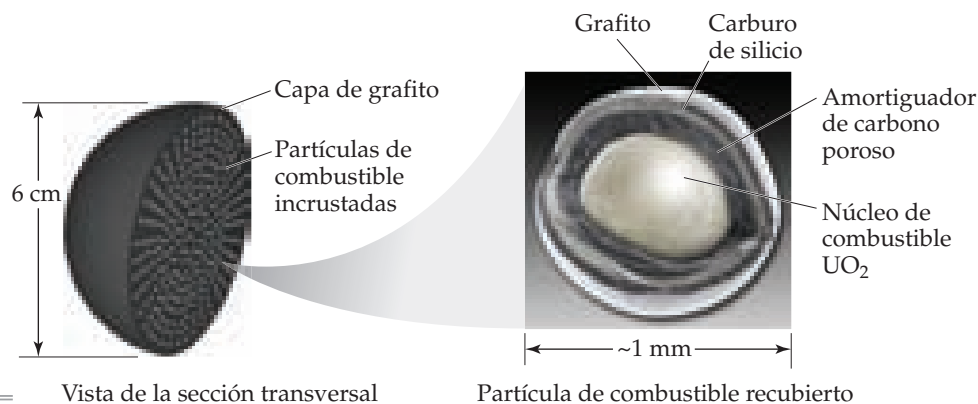 Capa de grafito
Partículas de
combustible
incrustadas
6 cm
Vista de la sección transversal
Grafito
Carburo
de silicio
Amortiguador
de carbono
poroso
Núcleo de
combustible
UO₂
~1 mm
Partícula de combustible recubierto